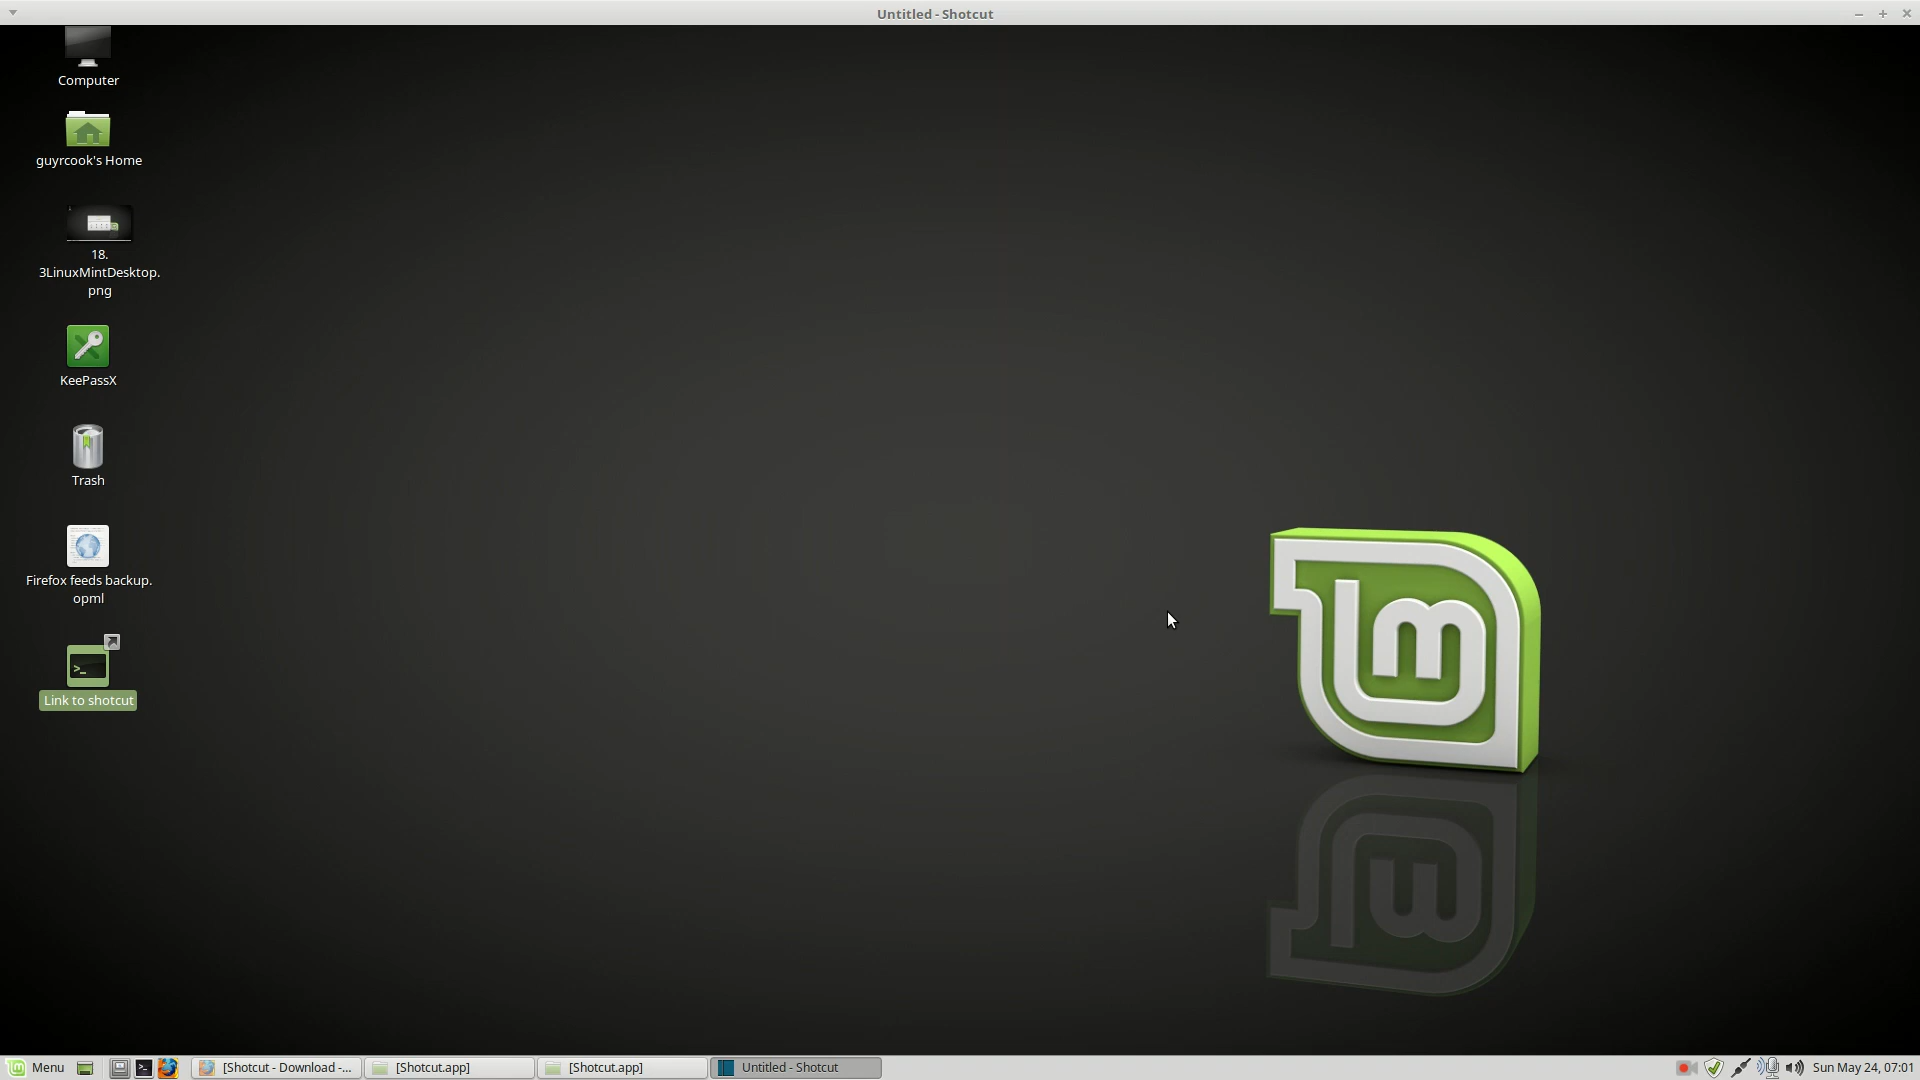 Untitled - Shotcut
Computer
guyrcook's Home
18.
3LinuxMintDesktop.
png
KeePassX
Trash
Firefox feeds backup.
opml
>_
Link to shotcut
Menu
[Shotcut - Download -...
[Shotcut.app]
[Shotcut.app]
Untitled - Shotcut
Sun May 24, 07:01